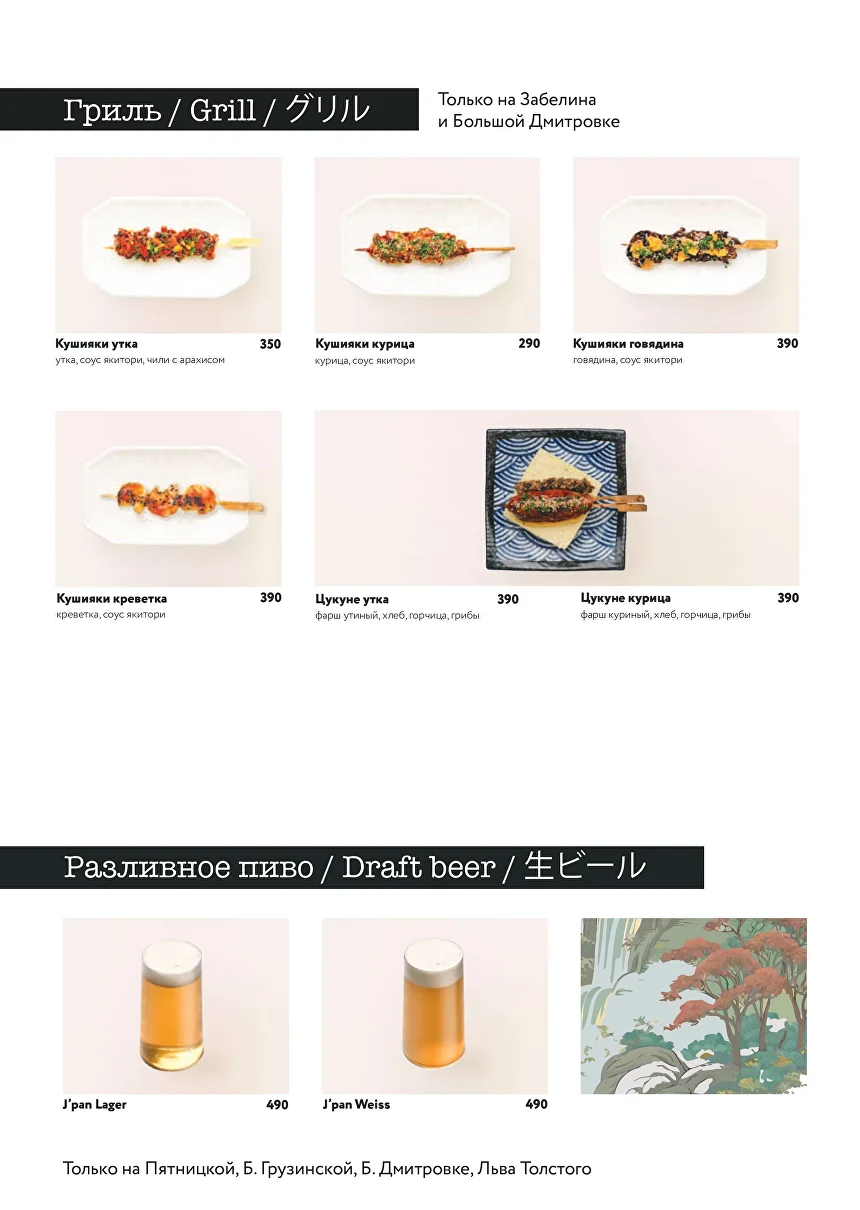 Гриль / Grill / グリル
Только на Забелина
и Большой Дмитровке
Кушияки утка 350
утка, соус якитори, чили с арахисом
Кушияки курица 290
курица, соус якитори
Кушияки говядина 390
говядина, соус якитори
Кушияки креветка 390
креветка, соус якитори
Цукуне утка 390
фарш утиный, хлеб, горчица, грибы
Цукуне курица 390
фарш куриный, хлеб, горчица, грибы
Разливное пиво / Draft beer / 生ビール
J'pan Lager 490
J'pan Weiss 490
Только на Пятницкой, Б. Грузинской, Б. Дмитровке, Льва Толстого